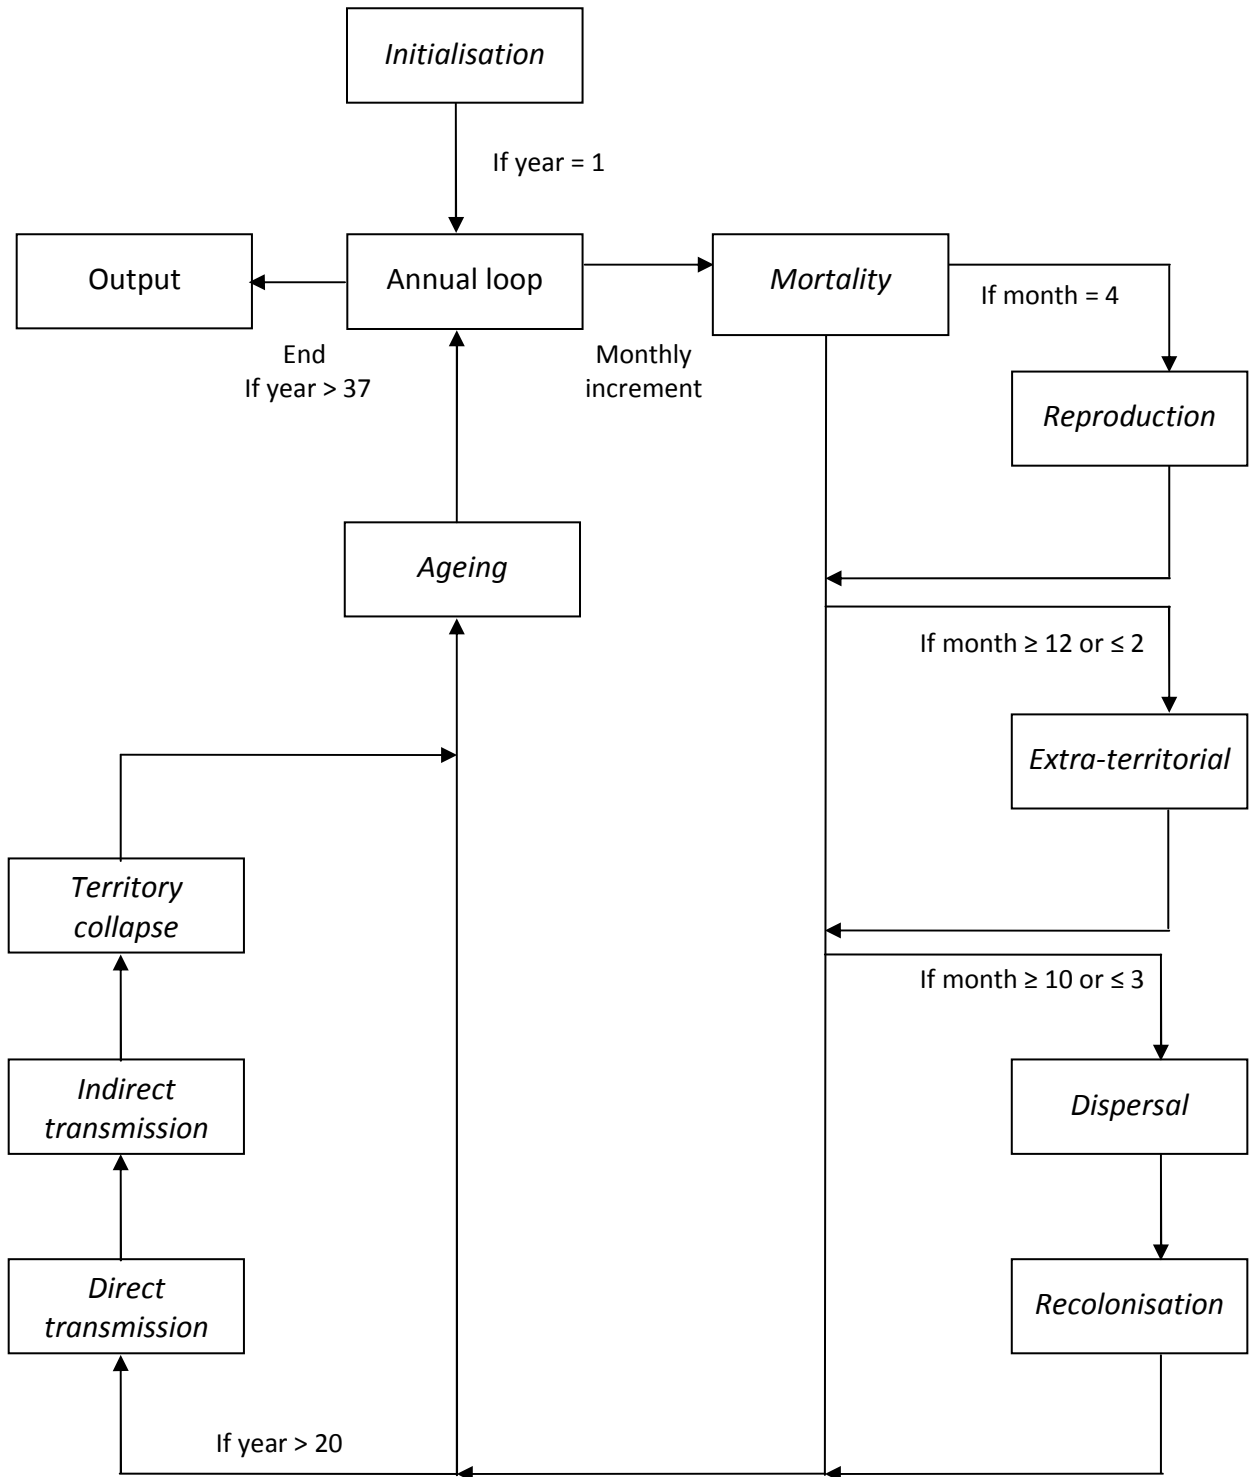 Initialisation
If year = 1
Output
Annual loop
Mortality
If month = 4
End
If year > 37
Monthly
increment
Reproduction
Ageing
If month ≥ 12 or ≤ 2
Extra-territorial
Territory
collapse
If month ≥ 10 or ≤ 3
Indirect
transmission
Dispersal
Direct
transmission
Recolonisation
If year > 20